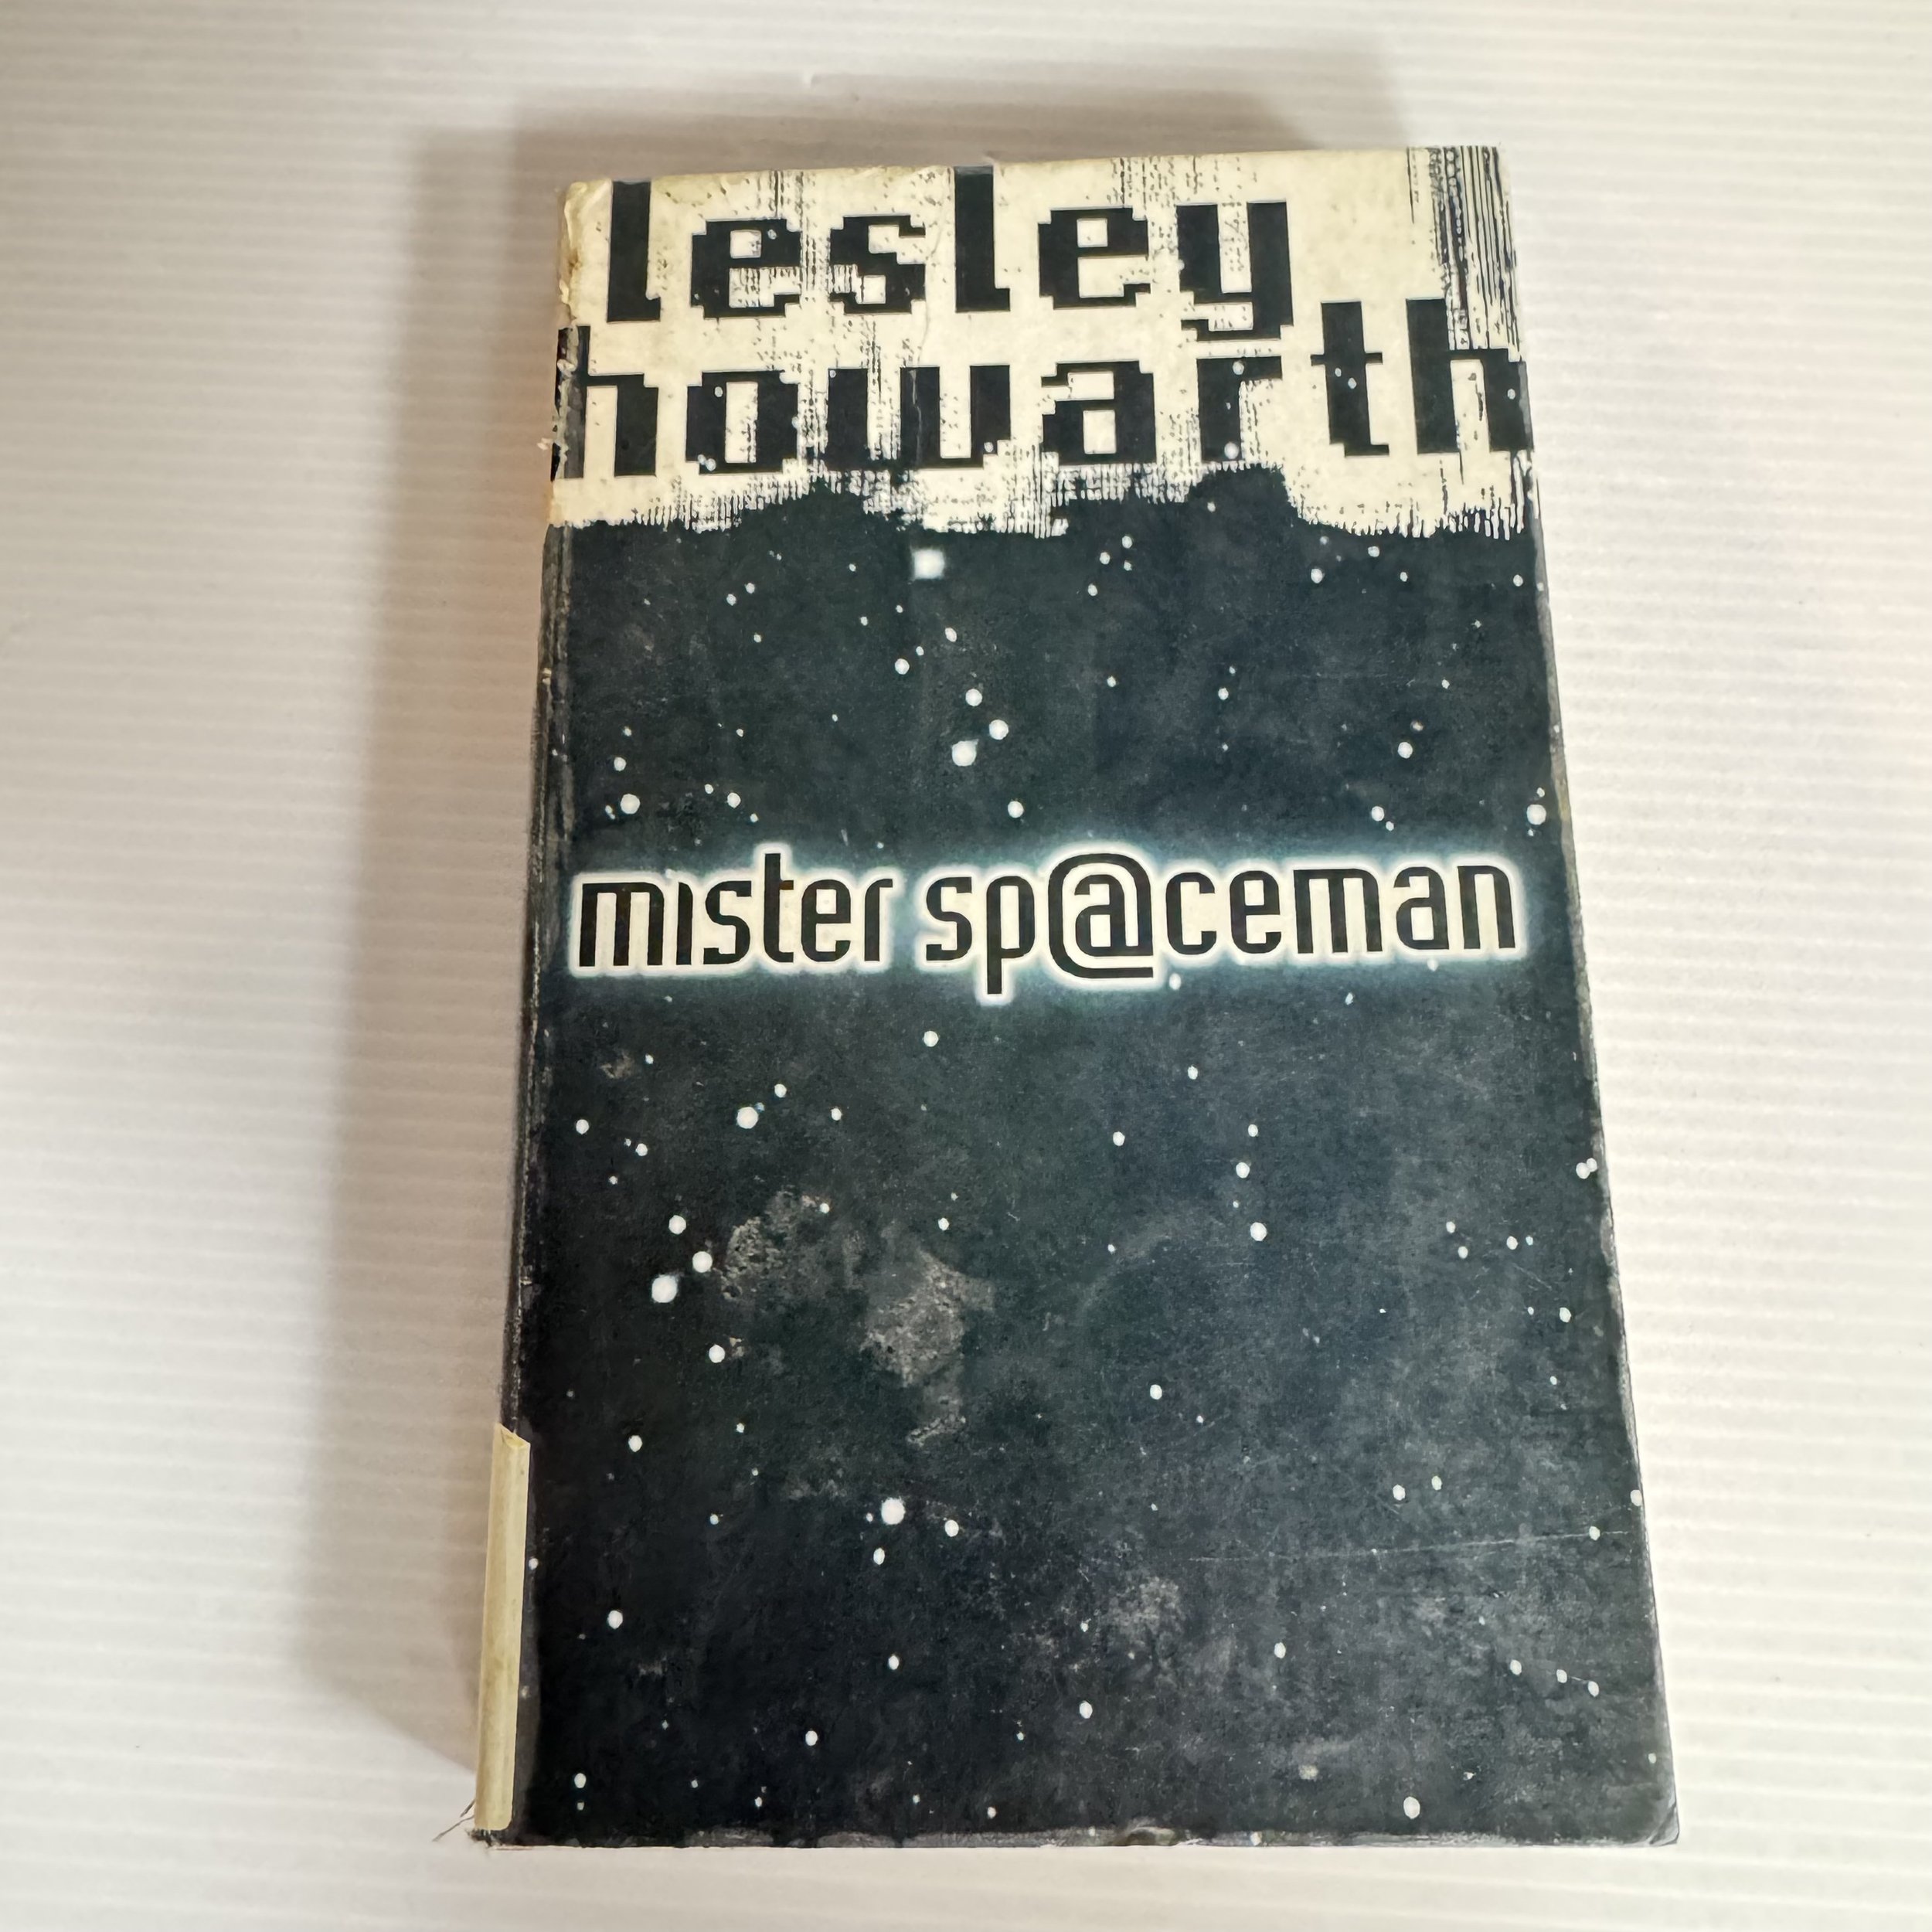 lesley
howarth
mister sp@ceman